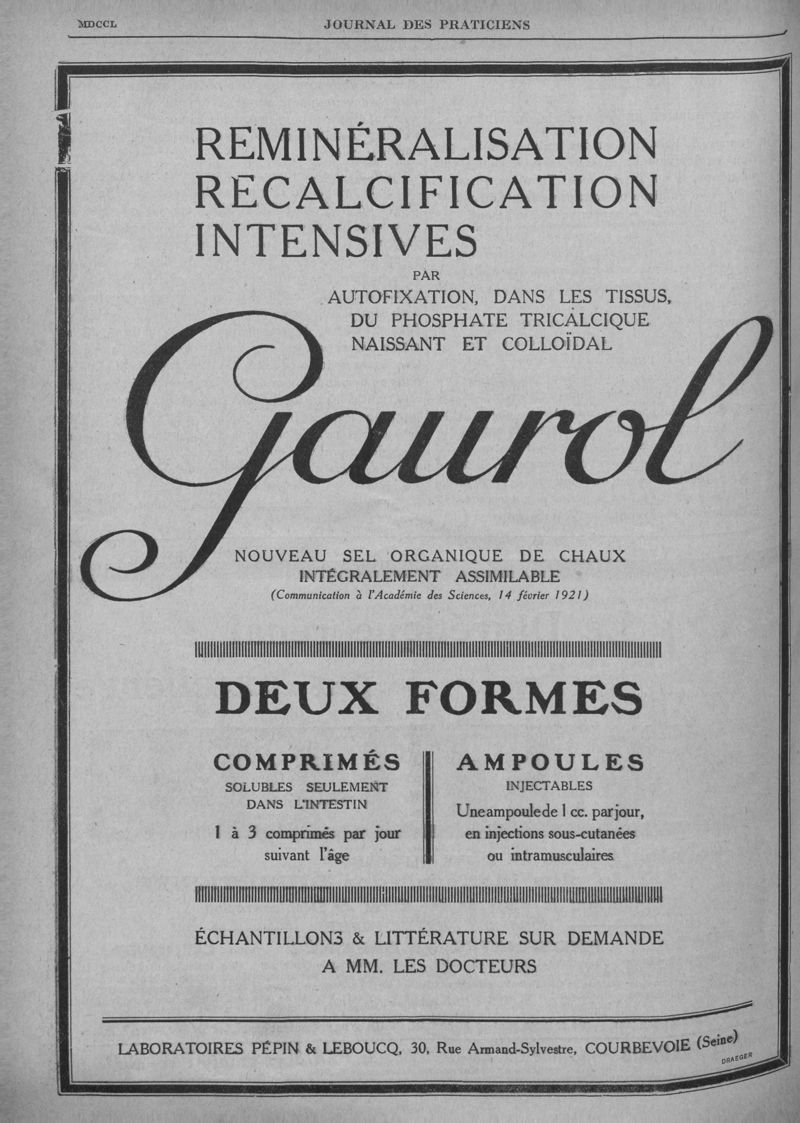 MDCCL
JOURNAL DES PRATICIENS
REMINÉRALISATION
RECALCIFICATION
INTENSIVES
PAR
AUTOFIXATION, DANS LES TISSUS,
DU PHOSPHATE TRICALCIQUE
NAISSANT ET COLLOÏDAL
Gaurol
NOUVEAU SEL ORGANIQUE DE CHAUX
INTÉGRALEMENT ASSIMILABLE
(Communication à l'Académie des Sciences, 14 février 1921)
DEUX FORMES
COMPRIMÉS
SOLUBLES SEULEMENT
DANS L'INTESTIN
1 à 3 comprimés par jour
suivant l'âge
AMPOULES
INJECTABLES
Une ampoule de 1 cc. par jour,
en injections sous-cutanées
ou intramusculaires
ÉCHANTILLONS & LITTÉRATURE SUR DEMANDE
A MM. LES DOCTEURS
LABORATOIRES PÉPIN & LEBOUCQ, 30, Rue Armand-Sylvestre, COURBEVOIE (Seine)
DRAEGER